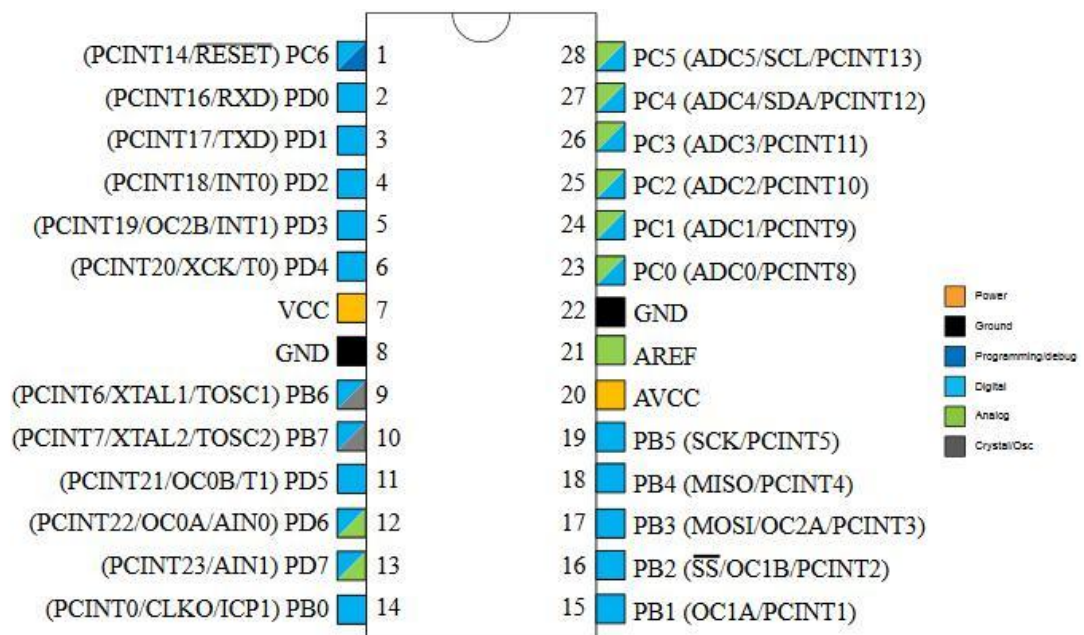 (PCINT14/RESET) PC6 1
(PCINT16/RXD) PD0 2
(PCINT17/TXD) PD1 3
(PCINT18/INT0) PD2 4
(PCINT19/OC2B/INT1) PD3 5
(PCINT20/XCK/T0) PD4 6
VCC 7
GND 8
(PCINT6/XTAL1/TOSC1) PB6 9
(PCINT7/XTAL2/TOSC2) PB7 10
(PCINT21/OC0B/T1) PD5 11
(PCINT22/OC0A/AIN0) PD6 12
(PCINT23/AIN1) PD7 13
(PCINT0/CLKO/ICP1) PB0 14
28 PC5 (ADC5/SCL/PCINT13)
27 PC4 (ADC4/SDA/PCINT12)
26 PC3 (ADC3/PCINT11)
25 PC2 (ADC2/PCINT10)
24 PC1 (ADC1/PCINT9)
23 PC0 (ADC0/PCINT8)
22 GND
21 AREF
20 AVCC
19 PB5 (SCK/PCINT5)
18 PB4 (MISO/PCINT4)
17 PB3 (MOSI/OC2A/PCINT3)
16 PB2 (SS/OC1B/PCINT2)
15 PB1 (OC1A/PCINT1)
Power
Ground
Programming/debug
Digital
Analog
Crystal/Osc